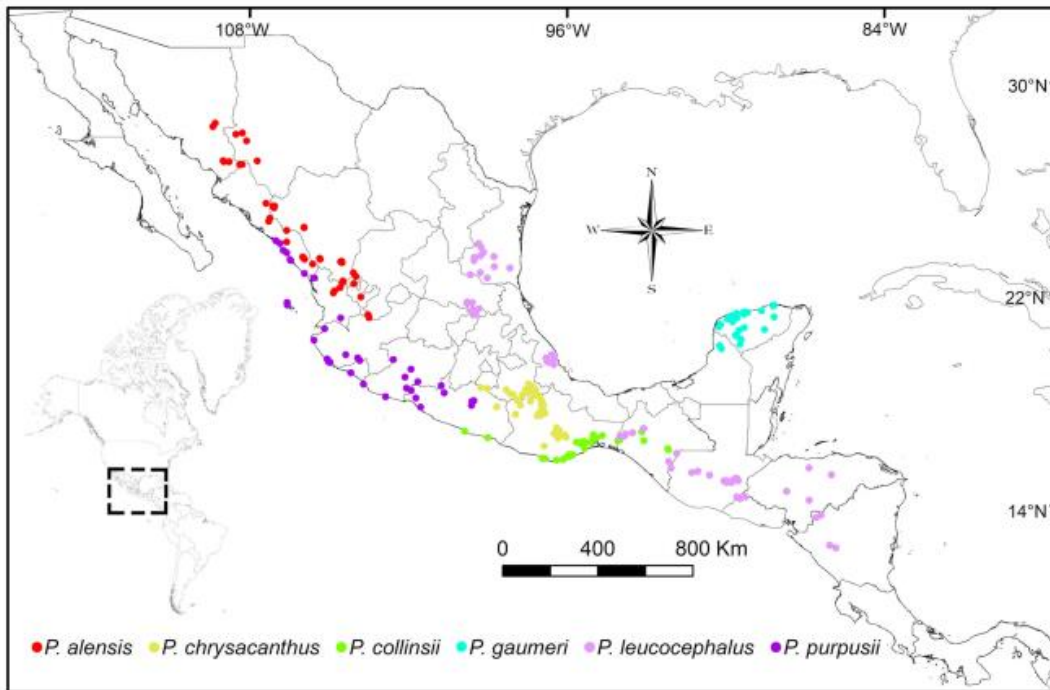 108°W 96°W 84°W
30°N
N
W E
S
22°N
14°N
0 400 800 Km
P. alensis P. chrysacanthus P. collinsii P. gaumeri P. leucocephalus P. purpusii